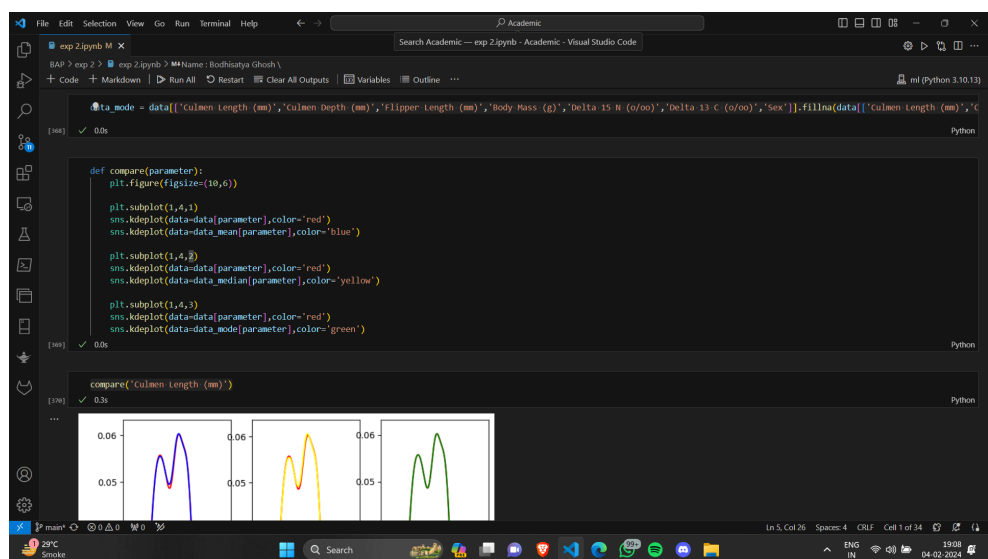 File Edit Selection View Go Run Terminal Help
Academic
exp 2.ipynb M
Search Academic — exp 2.ipynb - Academic - Visual Studio Code
BAP > exp 2 > exp 2.ipynb > M↓Name : Bodhisatya Ghosh \
+ Code + Markdown Run All Restart Clear All Outputs Variables Outline ...
ml (Python 3.10.13)
data_mode = data[['Culmen Length (mm)','Culmen Depth (mm)','Flipper Length (mm)','Body Mass (g)','Delta 15 N (o/oo)','Delta 13 C (o/oo)','Sex']].fillna(data[['Culmen Length (mm)','C
[368] 0.0s Python
def compare(parameter):
plt.figure(figsize=(10,6))
plt.subplot(1,4,1)
sns.kdeplot(data=data[parameter],color='red')
sns.kdeplot(data=data_mean[parameter],color='blue')
plt.subplot(1,4,2)
sns.kdeplot(data=data[parameter],color='red')
sns.kdeplot(data=data_median[parameter],color='yellow')
plt.subplot(1,4,3)
sns.kdeplot(data=data[parameter],color='red')
sns.kdeplot(data=data_mode[parameter],color='green')
[369] 0.0s Python
compare('Culmen Length (mm)')
[370] 0.3s Python
...
0.06 0.06 0.06
0.05 0.05 0.05
main* 0 0 0 Ln 5, Col 26 Spaces: 4 CRLF Cell 1 of 34
29°C
Smoke
Search
99+
ENG
IN
19:08
04-02-2024